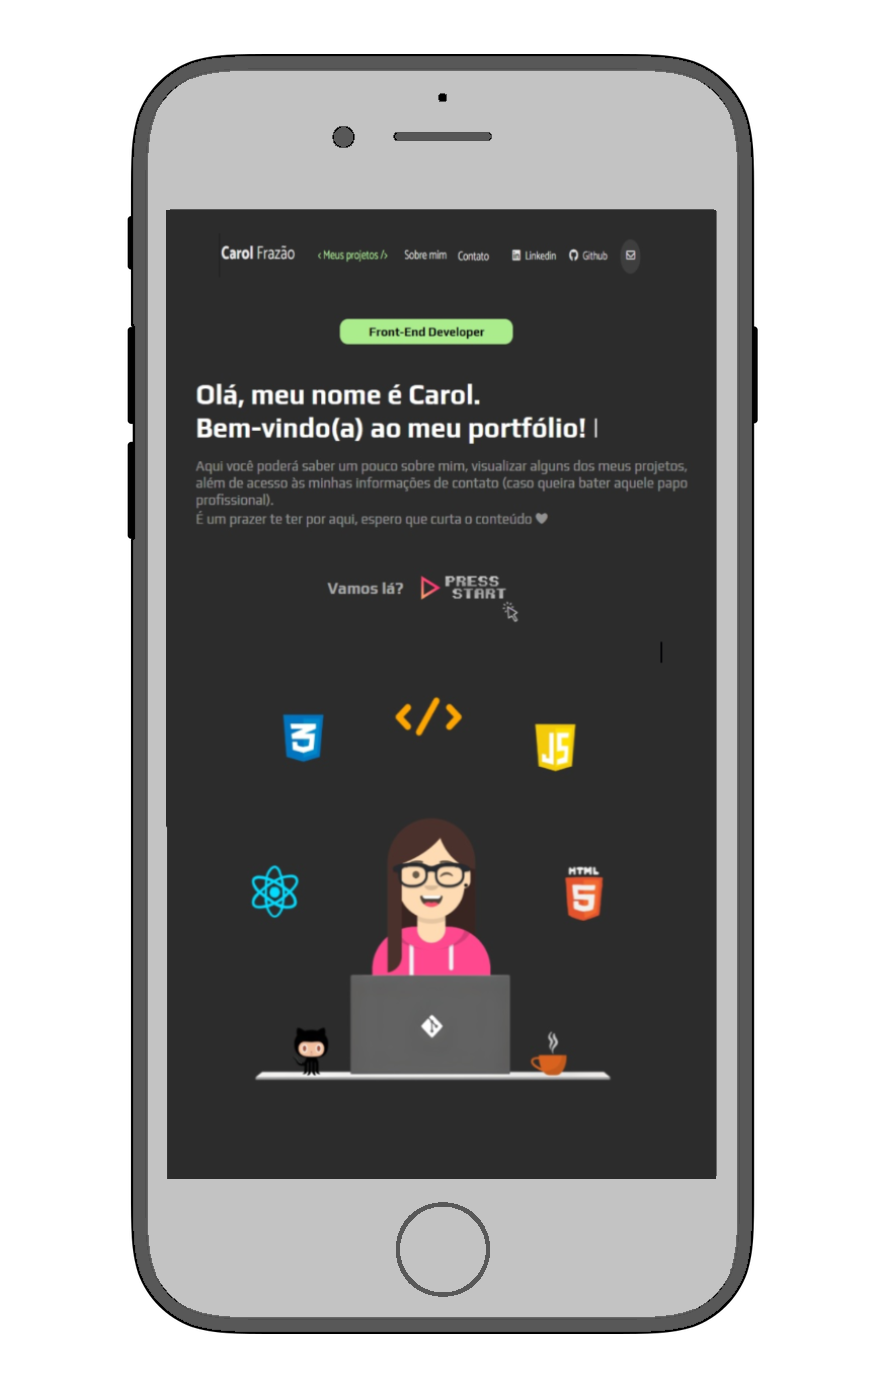 Carol Frazão ‹ Meus projetos /› Sobre mim Contato Linkedin Github
Front-End Developer
Olá, meu nome é Carol.
Bem-vindo(a) ao meu portfólio! |
Aqui você poderá saber um pouco sobre mim, visualizar alguns dos meus projetos,
além de acesso às minhas informações de contato (caso queira bater aquele papo
profissional).
É um prazer te ter por aqui, espero que curta o conteúdo ♥
Vamos lá? PRESS
START
3
</>
JS
HTML
5